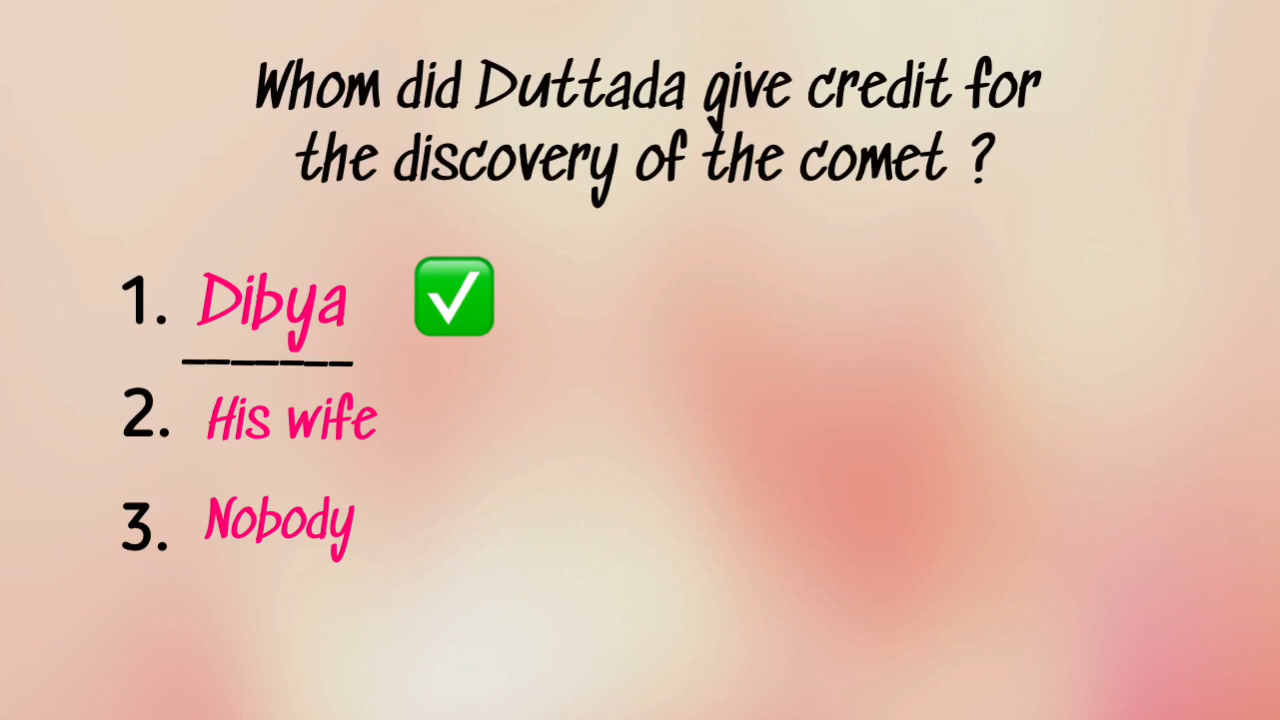 Whom did Duttada give credit for
the discovery of the comet ?
1. Dibya ✅
2. His wife
3. Nobody